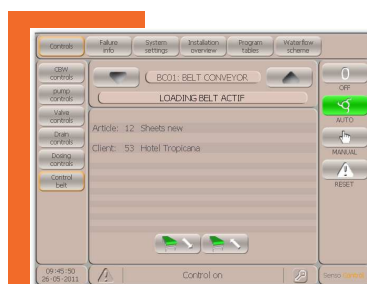 Controls
Failure info
System settings
Installation overview
Program tables
Waterflow scheme
CBW controls
pump controls
Valve controls
Drain controls
Dosing controls
Control belt
BC01: BELT CONVEYOR
LOADING BELT ACTIF
Article: 12 Sheets new
Client: 53 Hotel Tropicana
0
OFF
AUTO
MANUAL
RESET
09:45:50
26-05-2011
Control on